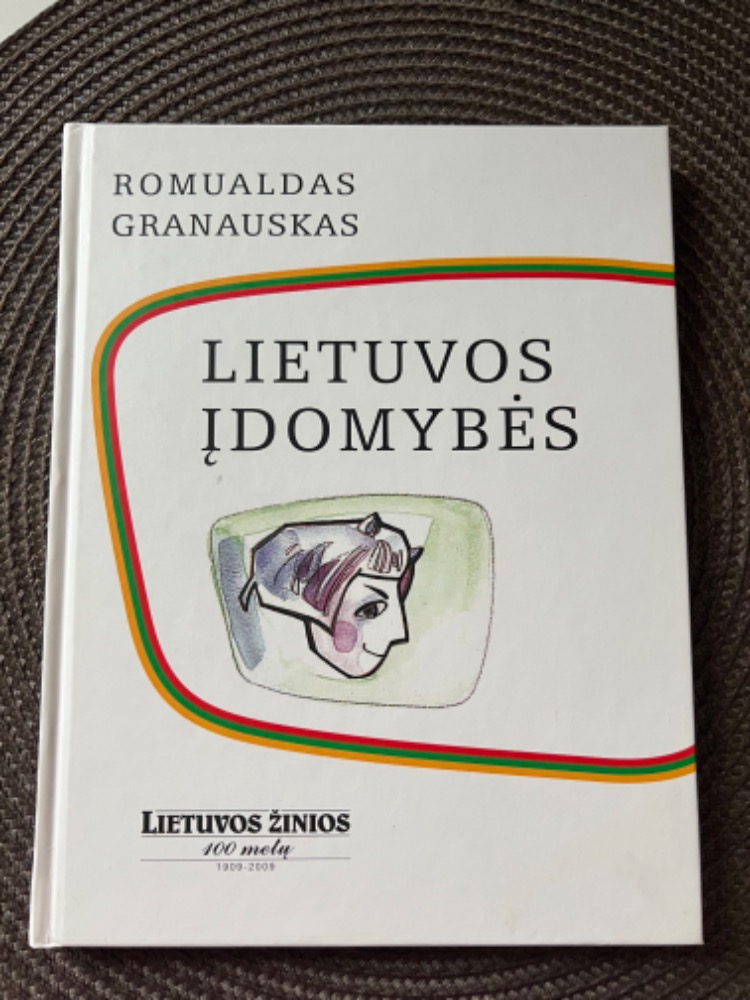 ROMUALDAS
GRANAUSKAS
LIETUVOS
ĮDOMYBĖS
LIETUVOS ŽINIOS
100 metų
1909-2009